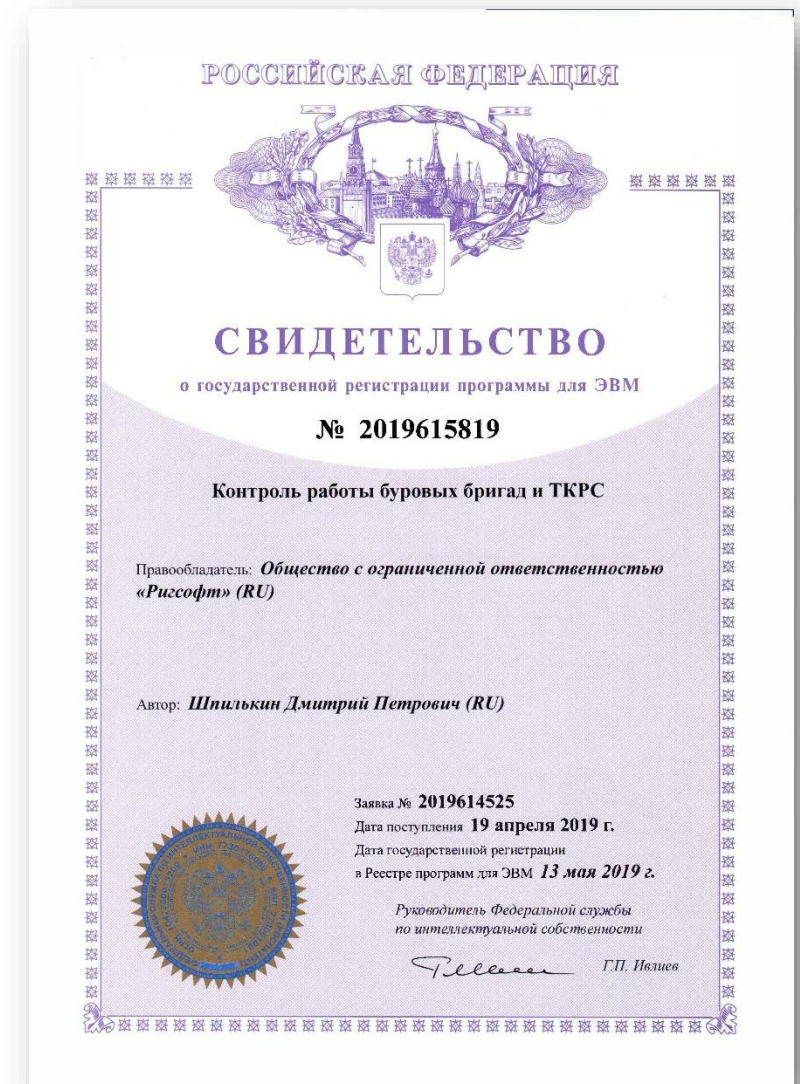 РОССИЙСКАЯ ФЕДЕРАЦИЯ
СВИДЕТЕЛЬСТВО
о государственной регистрации программы для ЭВМ
№ 2019615819
Контроль работы буровых бригад и ТКРС
Правообладатель: Общество с ограниченной ответственностью
«Ригсофт» (RU)
Автор: Шпилькин Дмитрий Петрович (RU)
Заявка № 2019614525
Дата поступления 19 апреля 2019 г.
Дата государственной регистрации
в Реестре программ для ЭВМ 13 мая 2019 г.
Руководитель Федеральной службы
по интеллектуальной собственности
Г.П. Ивлиев